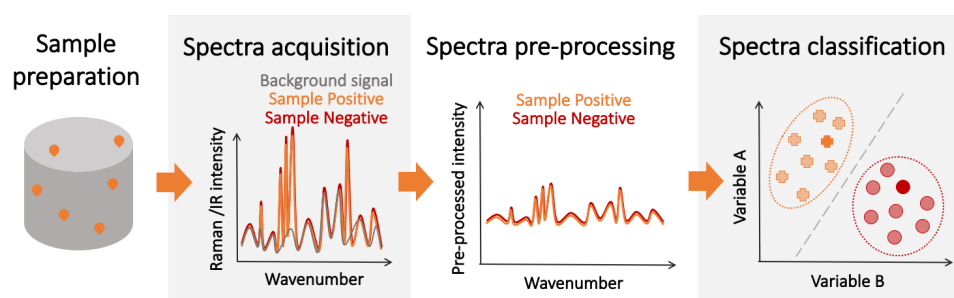 Sample
preparation
Spectra acquisition
Background signal
Sample Positive
Sample Negative
Raman /IR intensity
Wavenumber
Spectra pre-processing
Sample Positive
Sample Negative
Pre-processed intensity
Wavenumber
Spectra classification
Variable A
Variable B